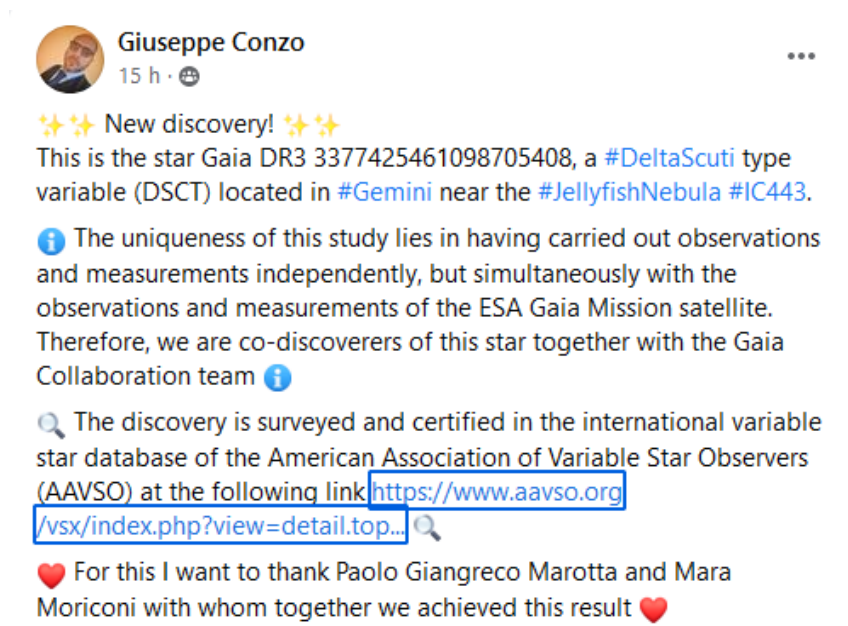 Giuseppe Conzo
15 h ·
✨✨ New discovery! ✨✨
This is the star Gaia DR3 3377425461098705408, a #DeltaScuti type
variable (DSCT) located in #Gemini near the #JellyfishNebula #IC443.
ℹ️ The uniqueness of this study lies in having carried out observations
and measurements independently, but simultaneously with the
observations and measurements of the ESA Gaia Mission satellite.
Therefore, we are co-discoverers of this star together with the Gaia
Collaboration team ℹ️
🔍 The discovery is surveyed and certified in the international variable
star database of the American Association of Variable Star Observers
(AAVSO) at the following link https://www.aavso.org
/vsx/index.php?view=detail.top... 🔍
❤️ For this I want to thank Paolo Giangreco Marotta and Mara
Moriconi with whom together we achieved this result ❤️